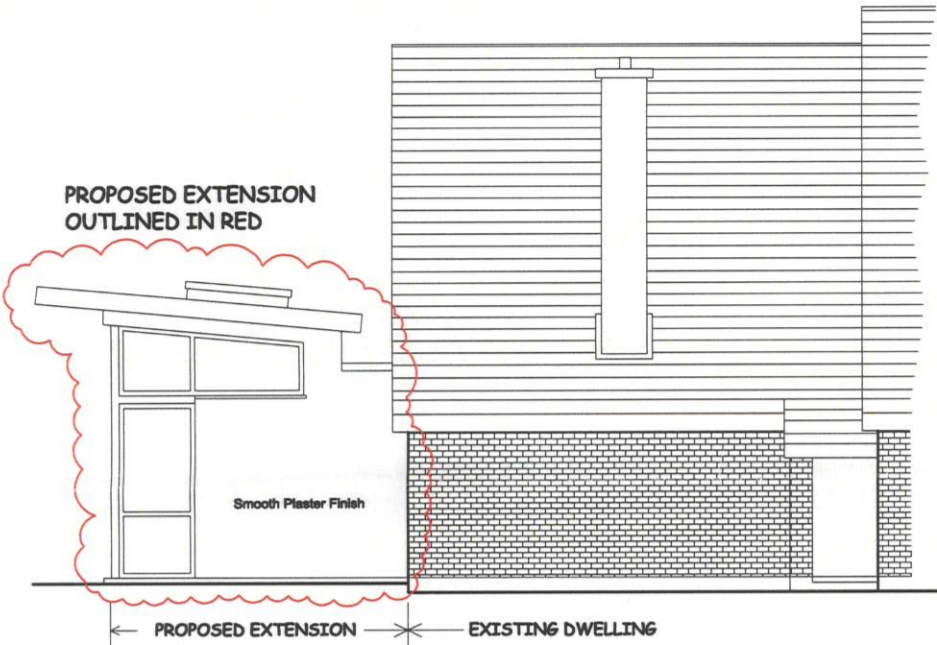 PROPOSED EXTENSION
OUTLINED IN RED
Smooth Plaster Finish
PROPOSED EXTENSION
EXISTING DWELLING